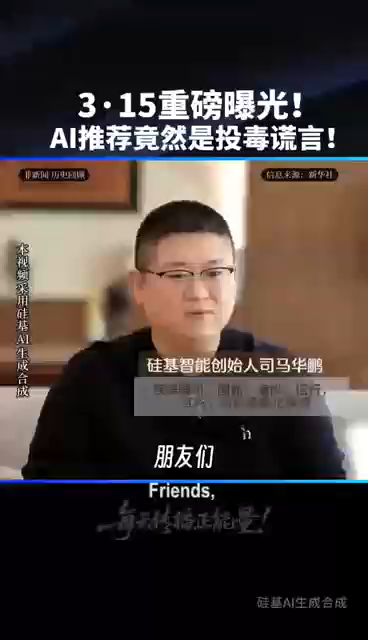 3·15重磅曝光！
AI推荐竟然是投毒谎言！
非新闻 历史回顾
信息来源：新华社
本视频采用硅基AI生成合成
硅基智能创始人司马华鹏
朋友们
Friends,
每天传播正能量！
硅基AI生成合成